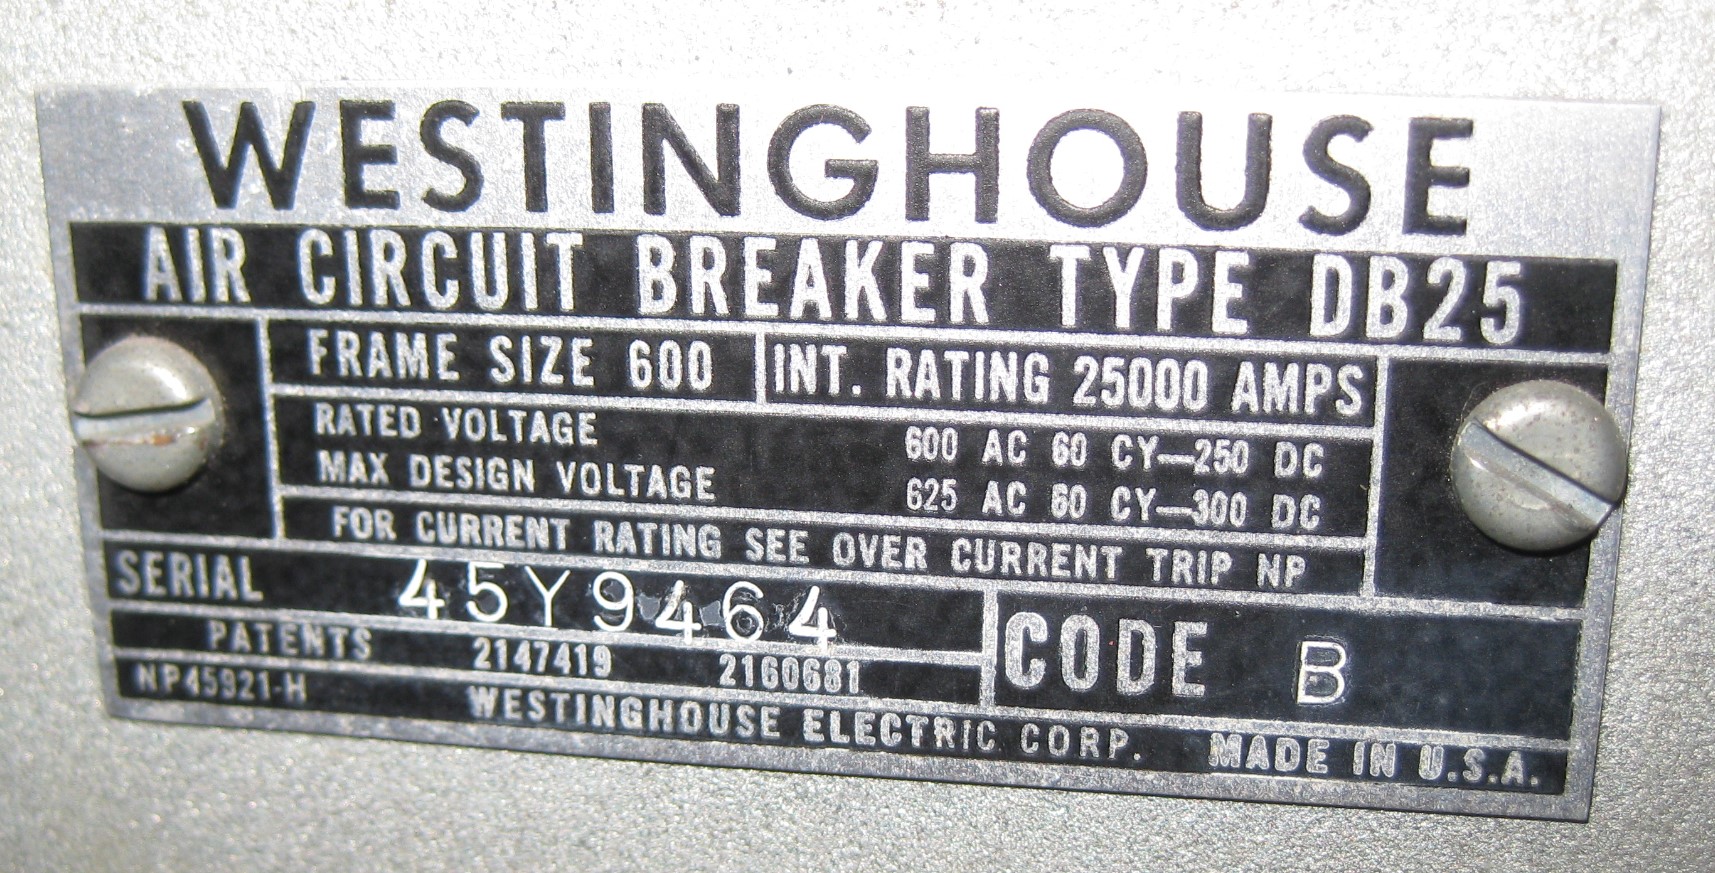 WESTINGHOUSE
AIR CIRCUIT BREAKER TYPE DB25
FRAME SIZE 600 INT. RATING 25000 AMPS
RATED VOLTAGE 600 AC 60 CY—250 DC
MAX DESIGN VOLTAGE 625 AC 60 CY—300 DC
FOR CURRENT RATING SEE OVER CURRENT TRIP NP
SERIAL 45Y9464
CODE B
PATENTS 2147419 2160681
NP45921-H WESTINGHOUSE ELECTRIC CORP. MADE IN U.S.A.